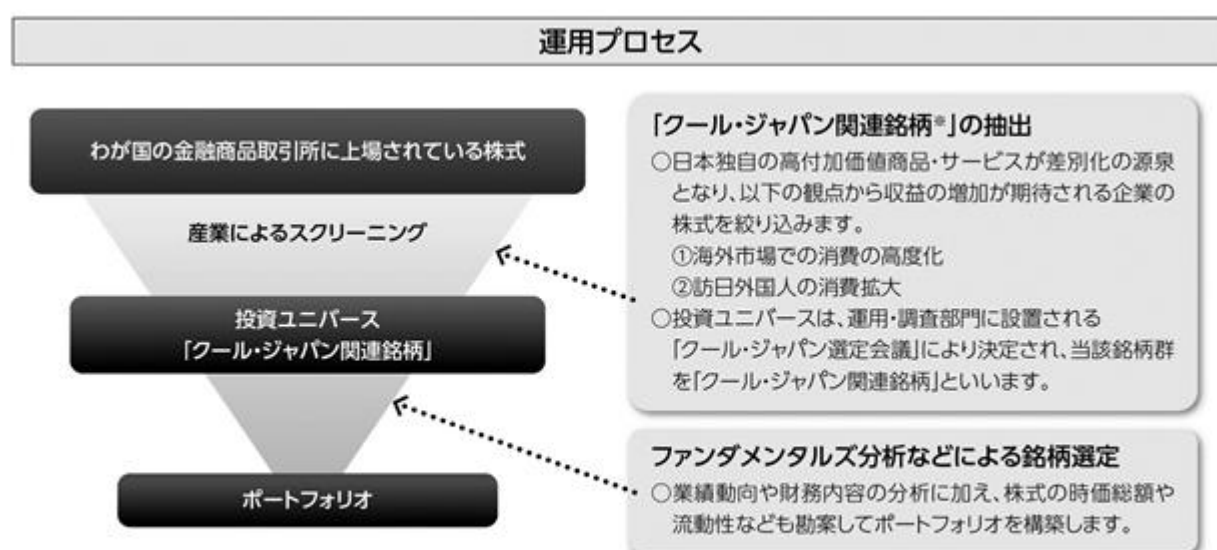 運用プロセス
わが国の金融商品取引所に上場されている株式
産業によるスクリーニング
投資ユニバース
「クール・ジャパン関連銘柄」
ポートフォリオ
「クール・ジャパン関連銘柄※」の抽出
○日本独自の高付加価値商品・サービスが差別化の源泉
となり、以下の観点から収益の増加が期待される企業の
株式を絞り込みます。
①海外市場での消費の高度化
②訪日外国人の消費拡大
○投資ユニバースは、運用・調査部門に設置される
「クール・ジャパン選定会議」により決定され、当該銘柄群
を「クール・ジャパン関連銘柄」といいます。
ファンダメンタルズ分析などによる銘柄選定
○業績動向や財務内容の分析に加え、株式の時価総額や
流動性なども勘案してポートフォリオを構築します。